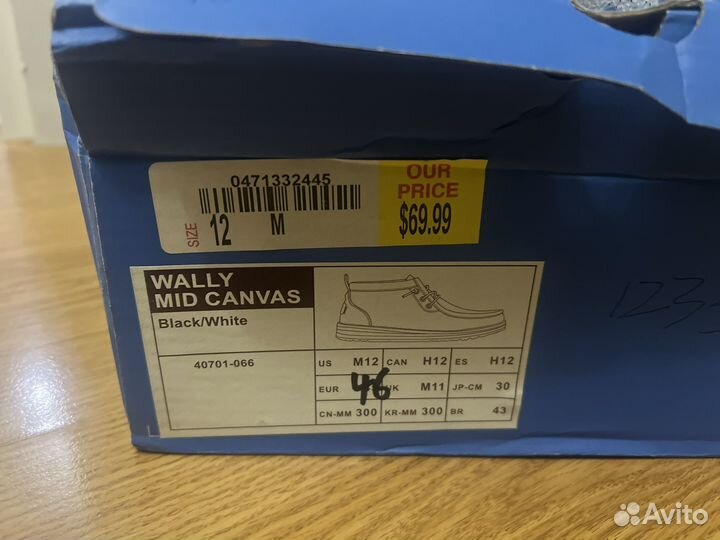 0471332445
SIZE 12 M
OUR
PRICE
$69.99
WALLY
MID CANVAS
Black/White
40701-066
US M12 CAN H12 ES H12
EUR 46 UK M11 JP-CM 30
CN-MM 300 KR-MM 300 BR 43
123
Avito